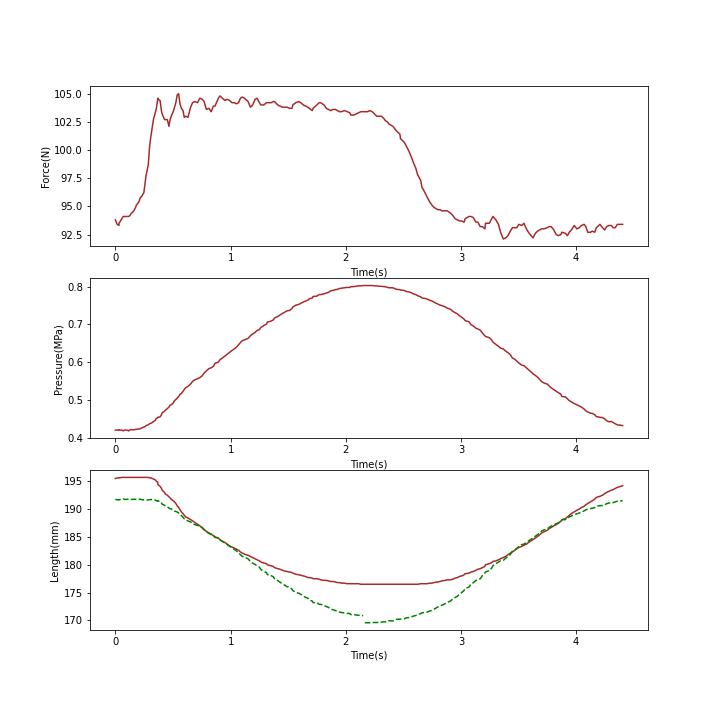 105.0
102.5
100.0
97.5
95.0
92.5
Force(N)
0 1 2 3 4
Time(s)
0.8
0.7
0.6
0.5
0.4
Pressure(MPa)
0 1 2 3 4
Time(s)
195
190
185
180
175
170
Length(mm)
0 1 2 3 4
Time(s)